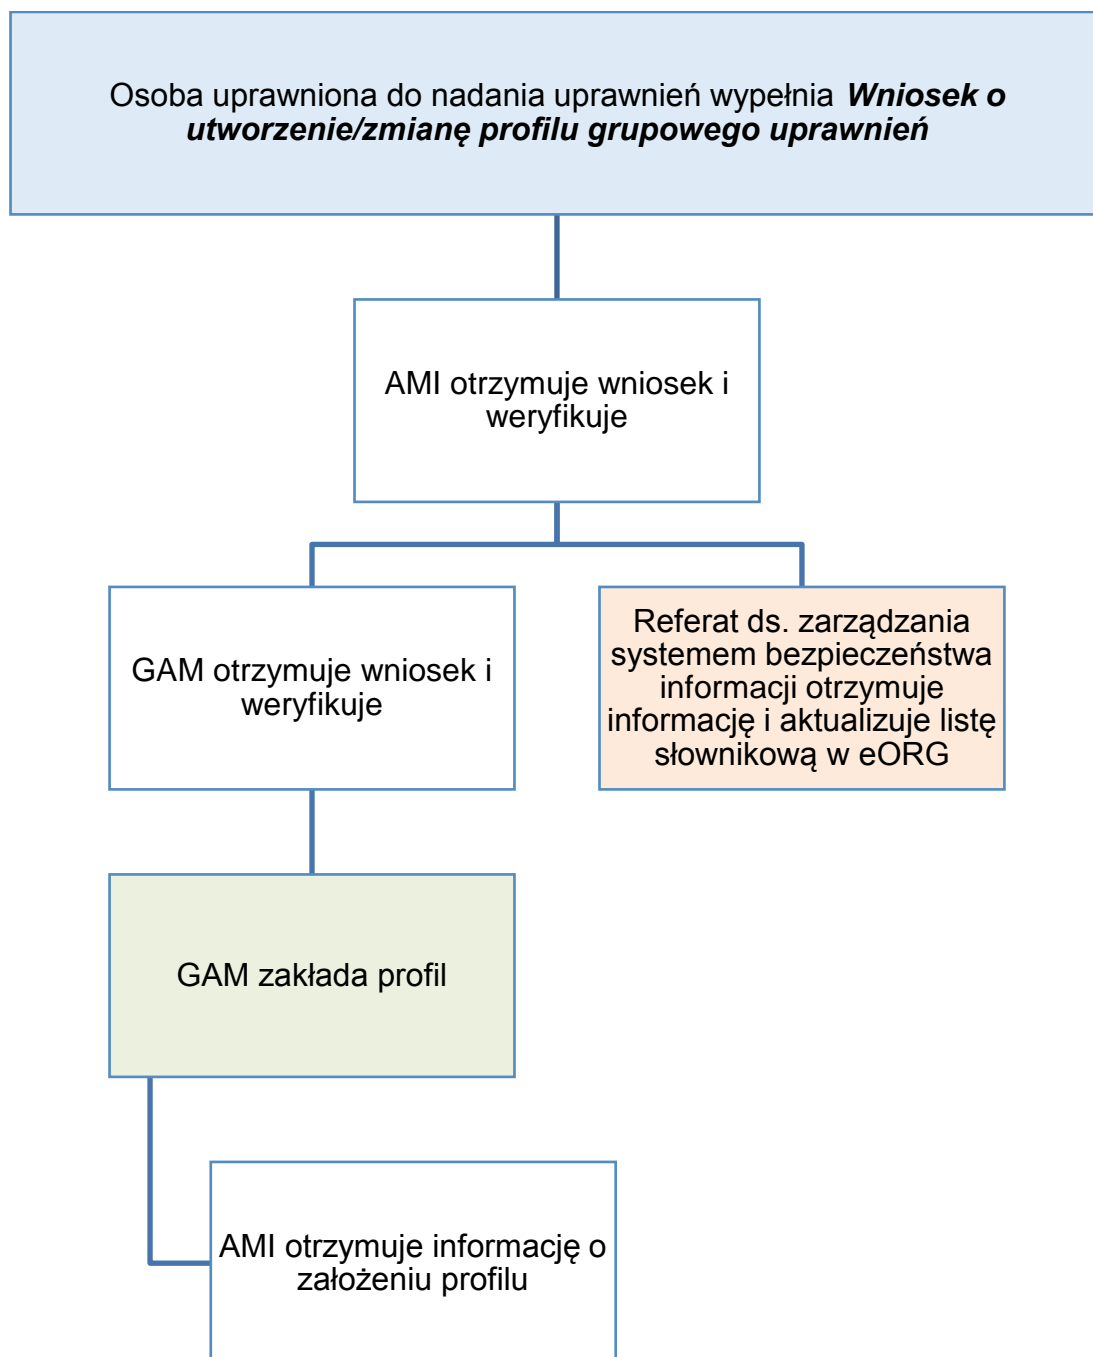 Osoba uprawniona do nadania uprawnień wypełnia Wniosek o
utworzenie/zmianę profilu grupowego uprawnień
AMI otrzymuje wniosek i
weryfikuje
GAM otrzymuje wniosek i
weryfikuje
Referat ds. zarządzania
systemem bezpieczeństwa
informacji otrzymuje
informację i aktualizuje listę
słownikową w eORG
GAM zakłada profil
AMI otrzymuje informację o
założeniu profilu